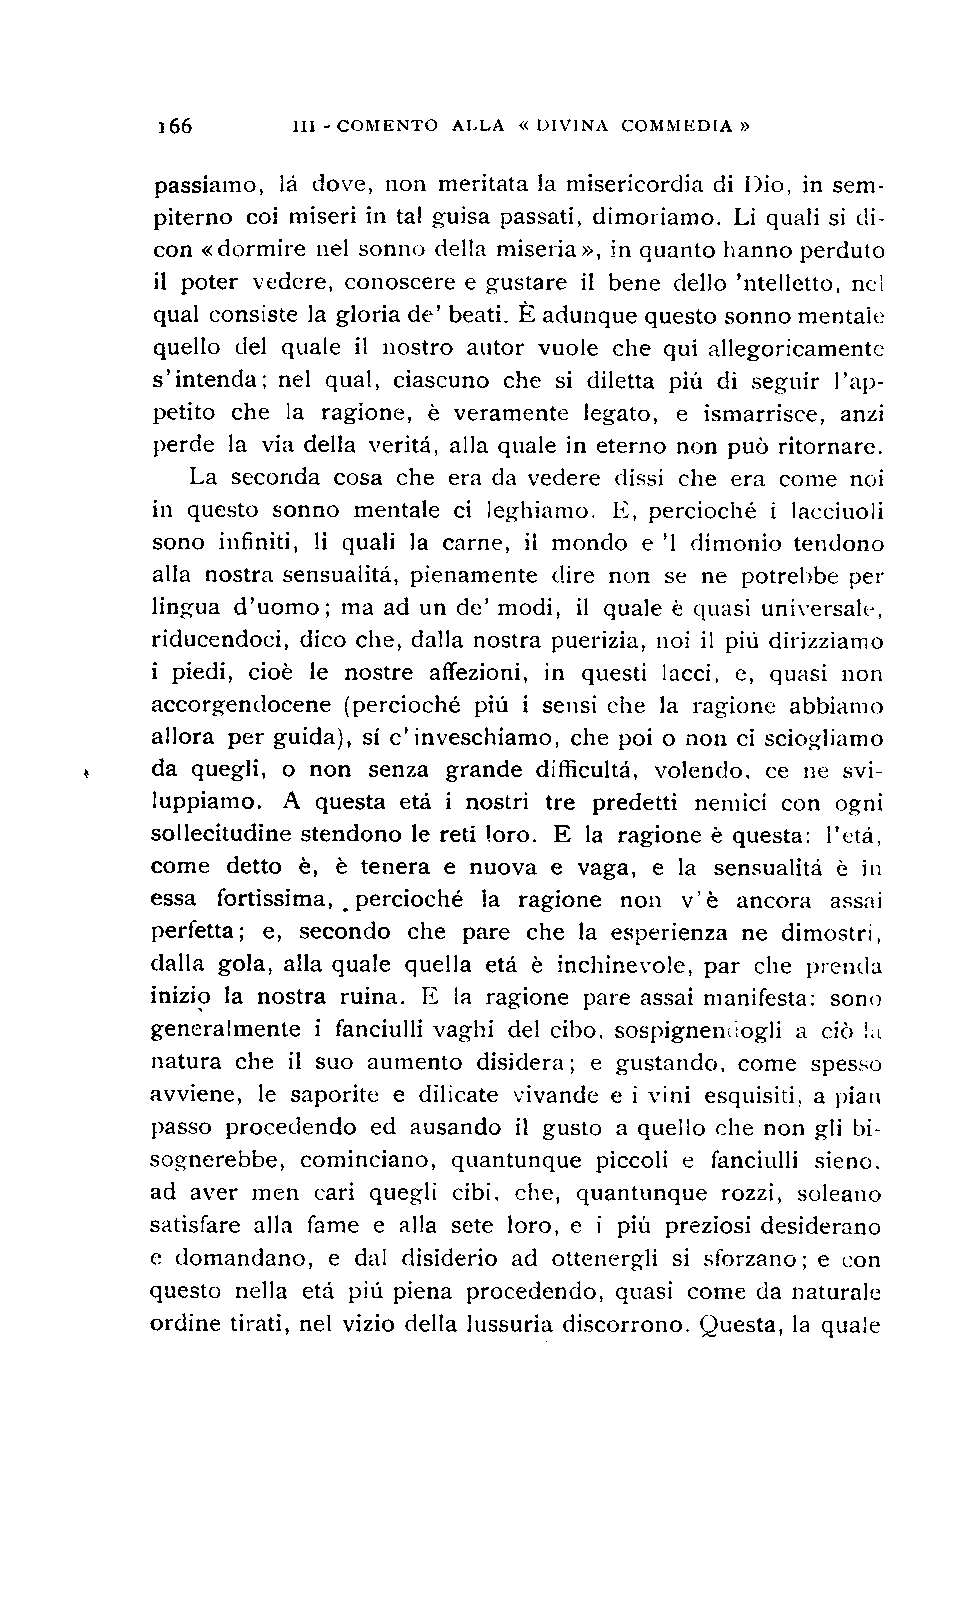 166 III - COMENTO ALLA « DIVINA COMMEDIA »
passiamo, lá dove, non meritata la misericordia di Dio, in sem-
piterno coi miseri in tal guisa passati, dimoriamo. Li quali si di-
con «dormire nel sonno della miseria», in quanto hanno perduto
il poter vedere, conoscere e gustare il bene dello 'ntelletto, nel
qual consiste la gloria de' beati. È adunque questo sonno mentale
quello del quale il nostro autor vuole che qui allegoricamente
s'intenda; nel qual, ciascuno che si diletta piú di seguir l'ap-
petito che la ragione, è veramente legato, e ismarrisce, anzi
perde la via della veritá, alla quale in eterno non può ritornare.
La seconda cosa che era da vedere dissi che era come noi
in questo sonno mentale ci leghiamo. E, percioché i lacciuoli
sono infiniti, li quali la carne, il mondo e 'l dimonio tendono
alla nostra sensualitá, pienamente dire non se ne potrebbe per
lingua d'uomo; ma ad un de' modi, il quale è quasi universale,
riducendoci, dico che, dalla nostra puerizia, noi il piú dirizziamo
i piedi, cioè le nostre affezioni, in questi lacci, e, quasi non
accorgendocene (percioché piú i sensi che la ragione abbiamo
allora per guida), sí c'inveschiamo, che poi o non ci sciogliamo
da quegli, o non senza grande difficultá, volendo, ce ne svi-
luppiamo. A questa etá i nostri tre predetti nemici con ogni
sollecitudine stendono le reti loro. E la ragione è questa: l'etá,
come detto è, è tenera e nuova e vaga, e la sensualitá è in
essa fortissima, percioché la ragione non v'è ancora assai
perfetta; e, secondo che pare che la esperienza ne dimostri,
dalla gola, alla quale quella etá è inchinevole, par che prenda
inizio la nostra ruina. E la ragione pare assai manifesta: sono
generalmente i fanciulli vaghi del cibo, sospignendogli a ciò la
natura che il suo aumento disidera; e gustando, come spesso
avviene, le saporite e dilicate vivande e i vini esquisiti, a pian
passo procedendo ed ausando il gusto a quello che non gli bi-
sognerebbe, cominciano, quantunque piccoli e fanciulli sieno,
ad aver men cari quegli cibi, che, quantunque rozzi, soleano
satisfare alla fame e alla sete loro, e i piú preziosi desiderano
e domandano, e dal disiderio ad ottenergli si sforzano; e con
questo nella etá piú piena procedendo, quasi come da naturale
ordine tirati, nel vizio della lussuria discorrono. Questa, la quale